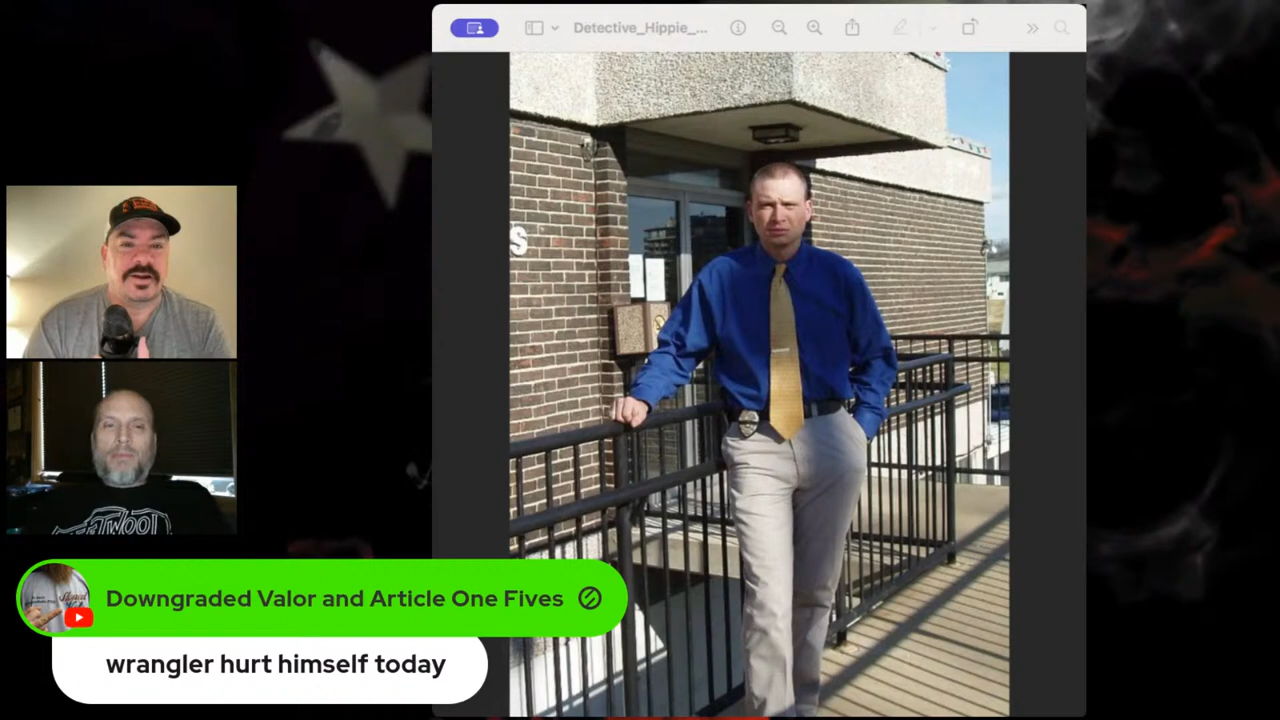 Detective_Hippie_...
S
Downgraded Valor and Article One Fives
wrangler hurt himself today